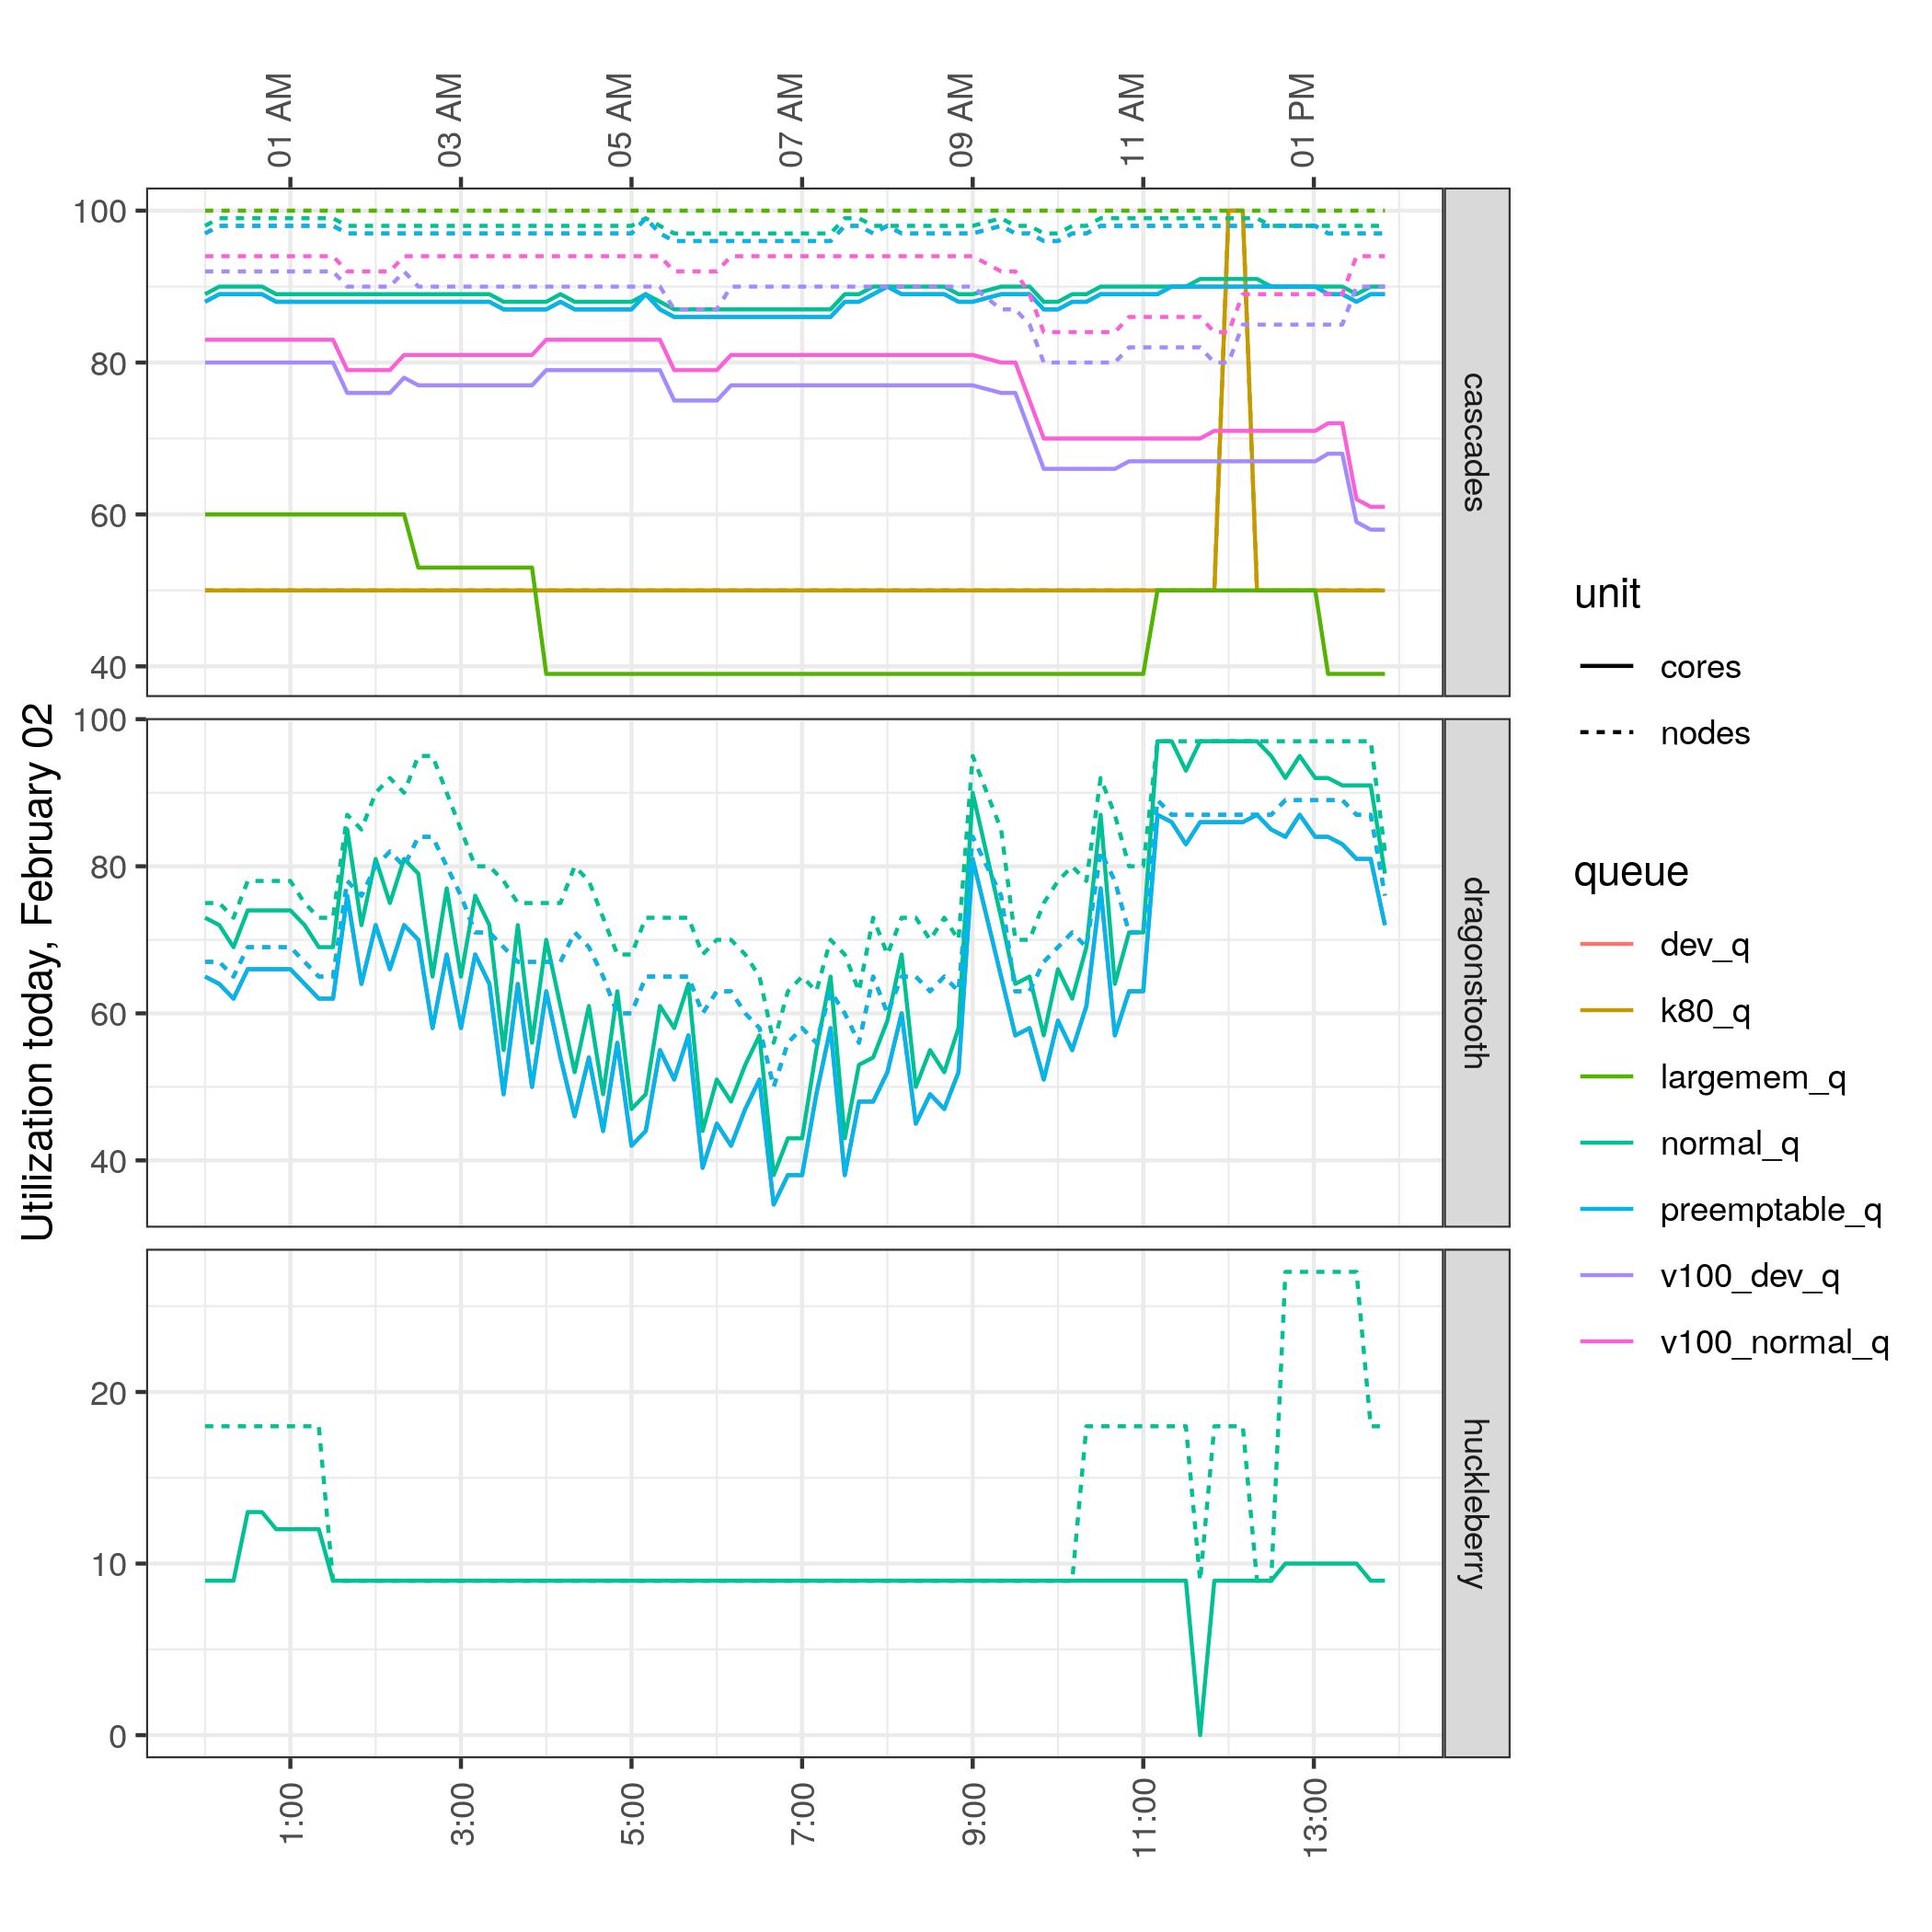 01 AM
03 AM
05 AM
07 AM
09 AM
11 AM
01 PM
100
80
60
40
cascades
100
80
60
40
dragonstooth
20
10
0
huckleberry
1:00
3:00
5:00
7:00
9:00
11:00
13:00
Utilization today, February 02
unit
cores
nodes
queue
dev_q
k80_q
largemem_q
normal_q
preemptable_q
v100_dev_q
v100_normal_q